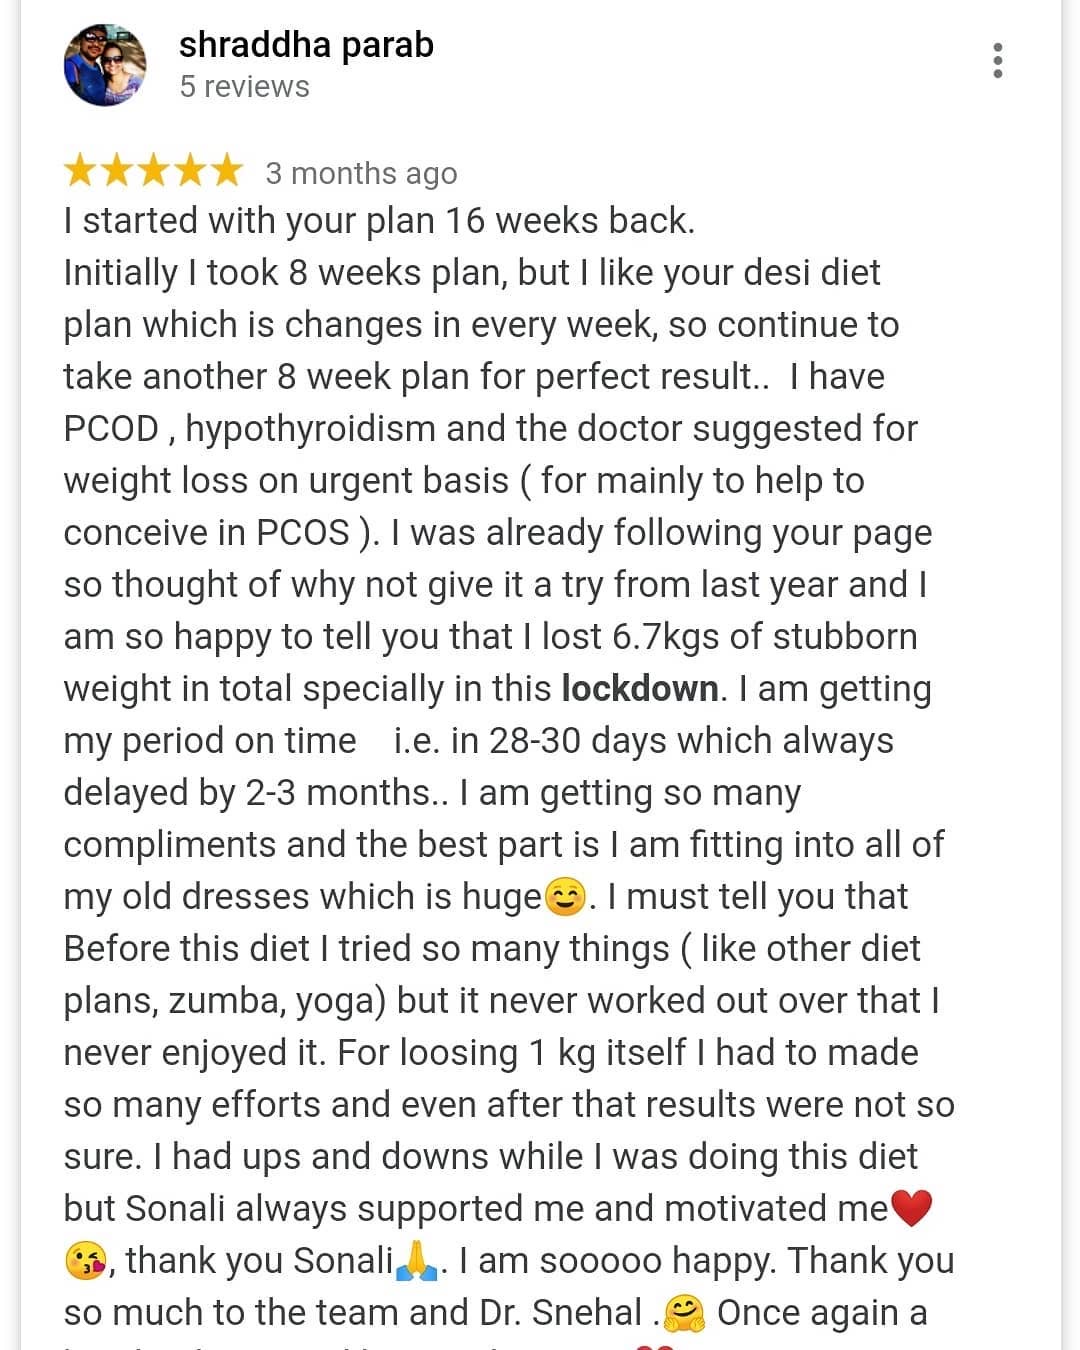 shraddha parab
5 reviews
3 months ago
I started with your plan 16 weeks back.
Initially I took 8 weeks plan, but I like your desi diet
plan which is changes in every week, so continue to
take another 8 week plan for perfect result..  I have
PCOD , hypothyroidism and the doctor suggested for
weight loss on urgent basis ( for mainly to help to
conceive in PCOS ). I was already following your page
so thought of why not give it a try from last year and I
am so happy to tell you that I lost 6.7kgs of stubborn
weight in total specially in this lockdown. I am getting
my period on time    i.e. in 28-30 days which always
delayed by 2-3 months.. I am getting so many
compliments and the best part is I am fitting into all of
my old dresses which is huge☺️. I must tell you that
Before this diet I tried so many things ( like other diet
plans, zumba, yoga) but it never worked out over that I
never enjoyed it. For loosing 1 kg itself I had to made
so many efforts and even after that results were not so
sure. I had ups and downs while I was doing this diet
but Sonali always supported me and motivated me❤️
😘, thank you Sonali🙏. I am sooooo happy. Thank you
so much to the team and Dr. Snehal .🤗 Once again a